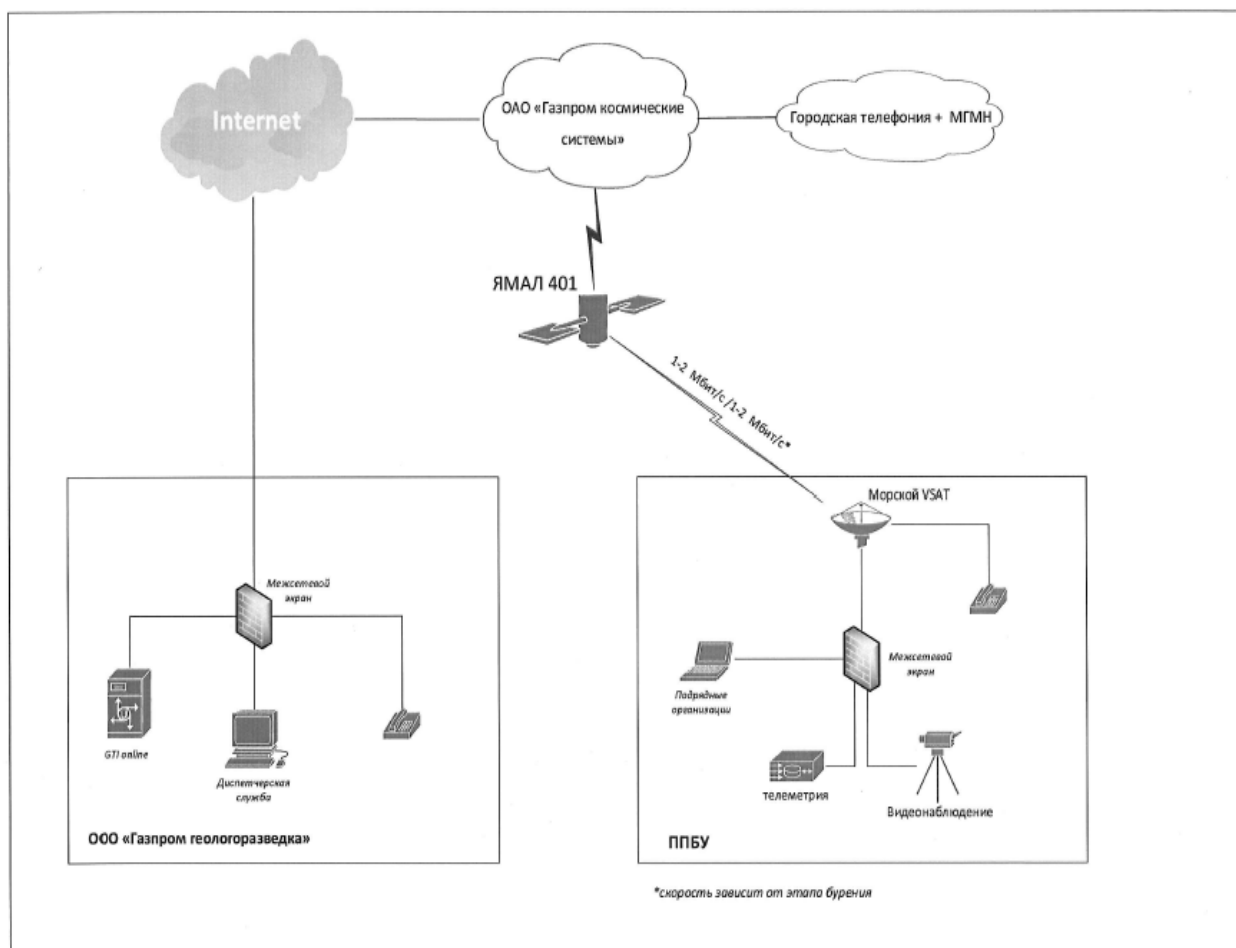 Internet
ОАО «Газпром космические
системы»
Городская телефония + МГМН
ЯМАЛ 401
1-2 Мбит/с /1-2 Мбит/с*
Морской VSAT
Межсетевой
экран
GTI online
Диспетчерская
служба
ООО «Газпром геологоразведка»
Межсетевой
экран
Подрядные
организации
телеметрия
Видеонаблюдение
ППБУ
*скорость зависит от этапа бурения